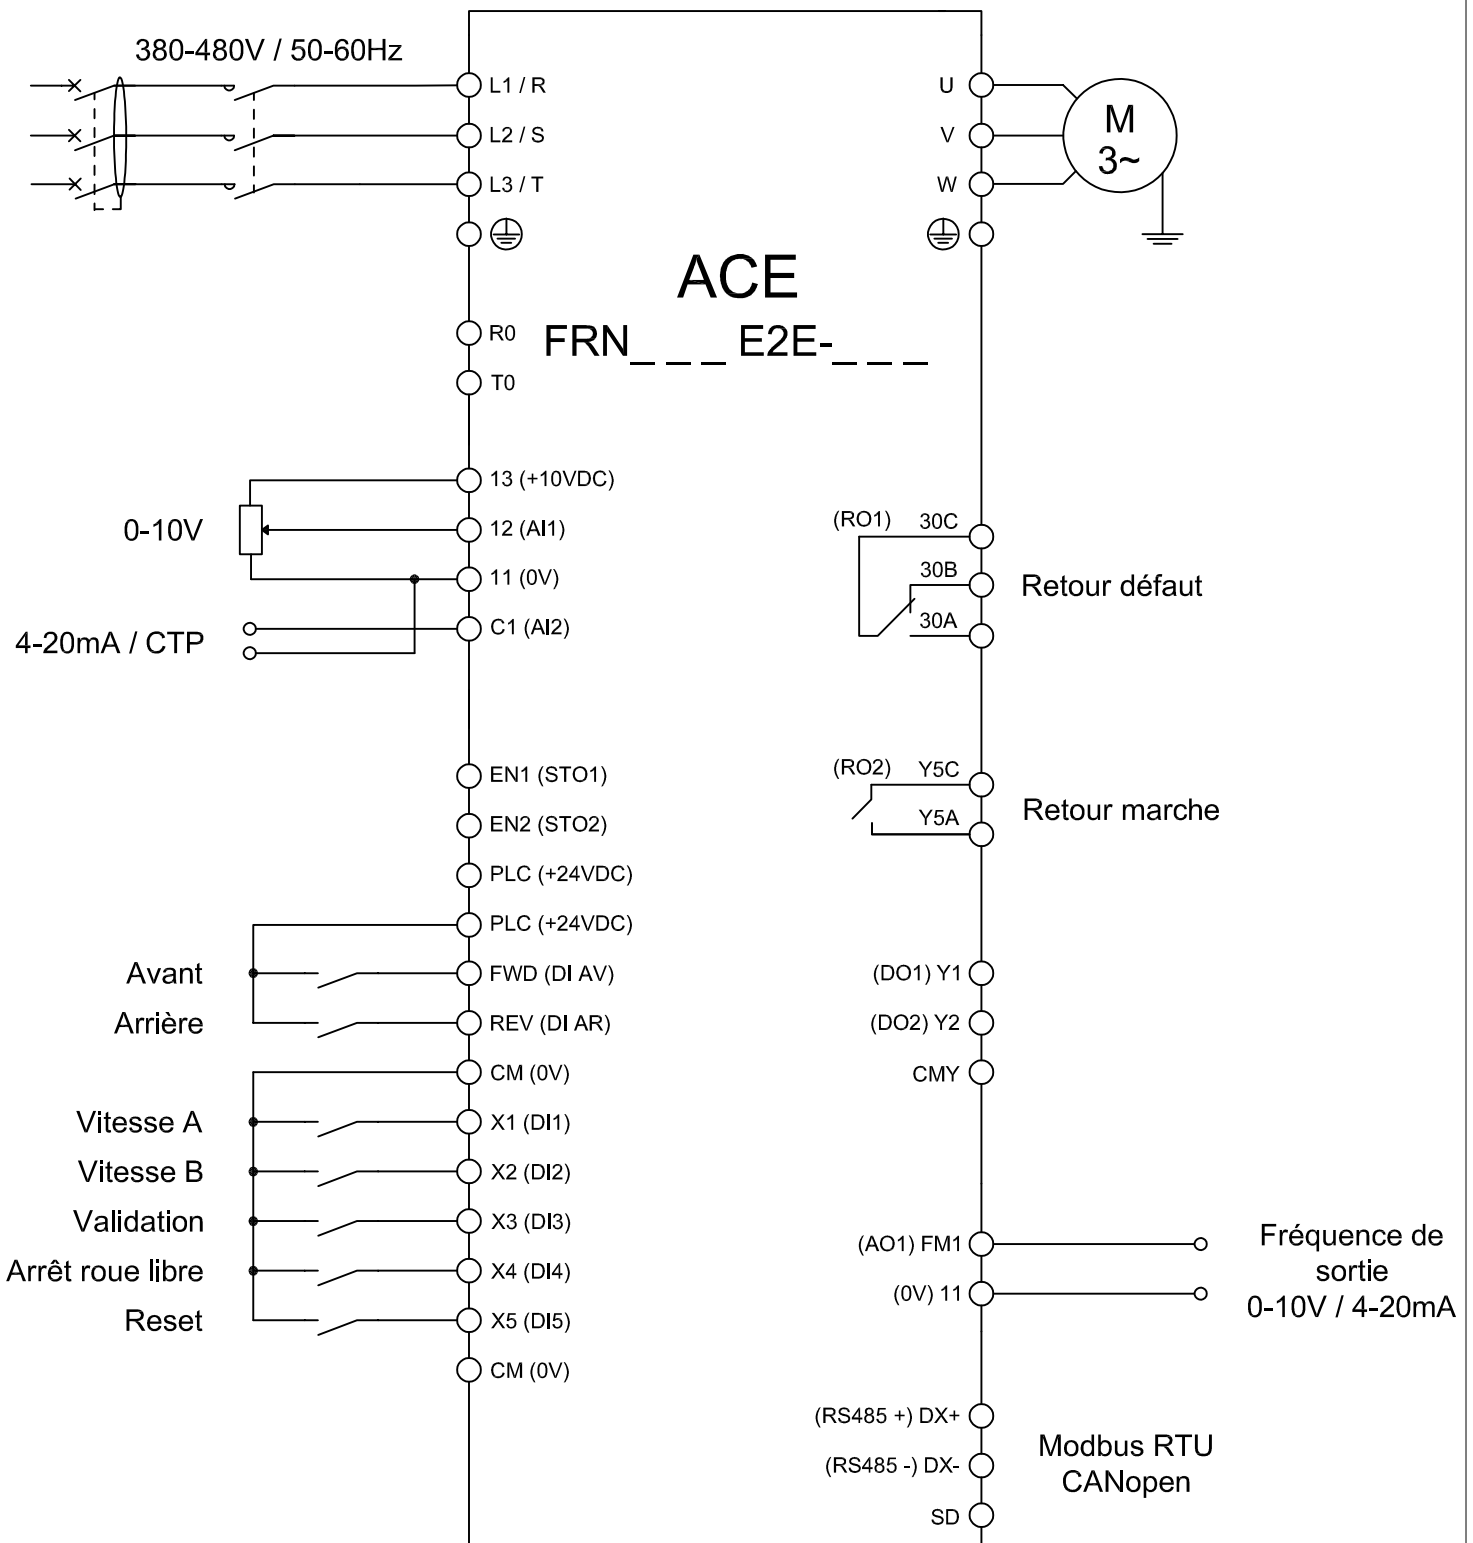 380-480V / 50-60Hz
L1 / R
L2 / S
L3 / T
U
V
W
M
3~
ACE
FRN_ _ _ E2E-_ _ _
R0
T0
0-10V
13 (+10VDC)
12 (AI1)
11 (0V)
4-20mA / CTP
C1 (AI2)
(RO1) 30C
30B
30A
Retour défaut
EN1 (STO1)
EN2 (STO2)
PLC (+24VDC)
PLC (+24VDC)
(RO2) Y5C
Y5A
Retour marche
Avant
FWD (DI AV)
Arrière
REV (DI AR)
CM (0V)
(DO1) Y1
(DO2) Y2
CMY
Vitesse A
X1 (DI1)
Vitesse B
X2 (DI2)
Validation
X3 (DI3)
Arrêt roue libre
X4 (DI4)
Reset
X5 (DI5)
CM (0V)
(AO1) FM1
(0V) 11
Fréquence de
sortie
0-10V / 4-20mA
(RS485 +) DX+
(RS485 -) DX-
SD
Modbus RTU
CANopen